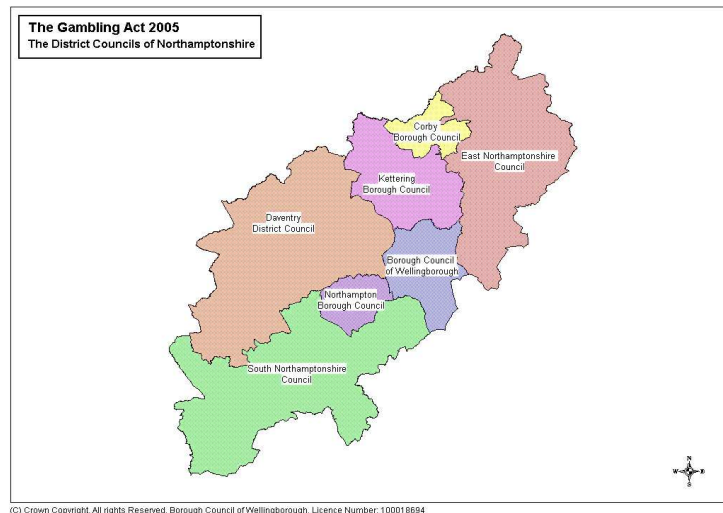 The Gambling Act 2005
The District Councils of Northamptonshire
Corby
Borough Council
East Northamptonshire
Council
Kettering
Borough Council
Daventry
District Council
Borough Council
of Wellingborough
Northampton
Borough Council
South Northamptonshire
Council
N
W E
S
(C) Crown Copyright. All rights Reserved. Borough Council of Wellingborough. Licence Number: 100018694